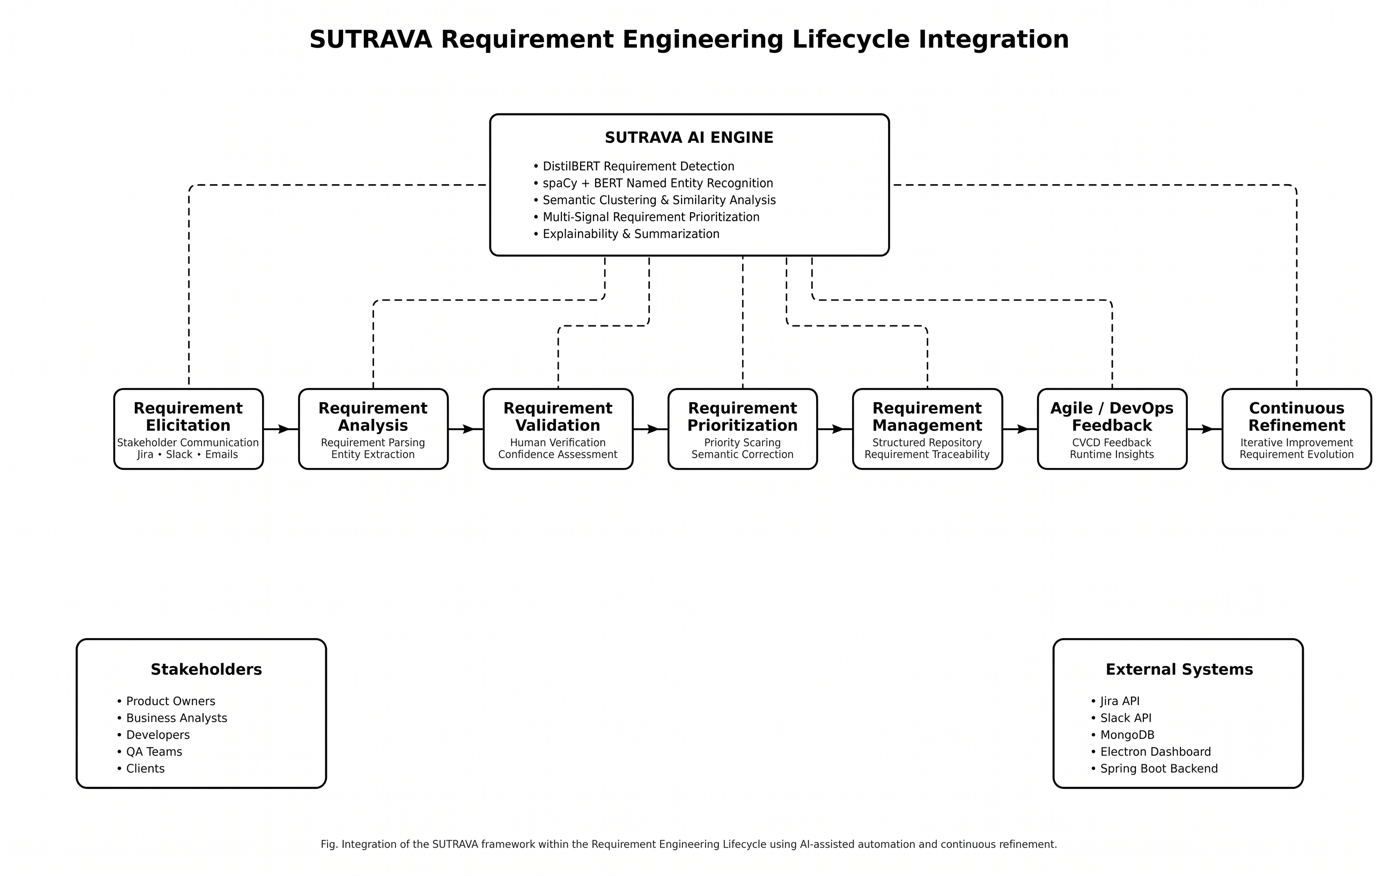 SUTRAVA Requirement Engineering Lifecycle Integration
SUTRAVA AI ENGINE
• DistilBERT Requirement Detection
• spaCy + BERT Named Entity Recognition
• Semantic Clustering & Similarity Analysis
• Multi-Signal Requirement Prioritization
• Explainability & Summarization
Requirement
Elicitation
Stakeholder Communication
Jira • Slack • Emails
Requirement
Analysis
Requirement Parsing
Entity Extraction
Requirement
Validation
Human Verification
Confidence Assessment
Requirement
Prioritization
Priority Scaring
Semantic Correction
Requirement
Management
Structured Repository
Requirement Traceability
Agile / DevOps
Feedback
CVCD Feedback
Runtime Insights
Continuous
Refinement
Iterative Improvement
Requirement Evolution
Stakeholders
• Product Owners
• Business Analysts
• Developers
• QA Teams
• Clients
External Systems
• Jira API
• Slack API
• MongoDB
• Electron Dashboard
• Spring Boot Backend
Fig. Integration of the SUTRAVA framework within the Requirement Engineering Lifecycle using AI-assisted automation and continuous refinement.